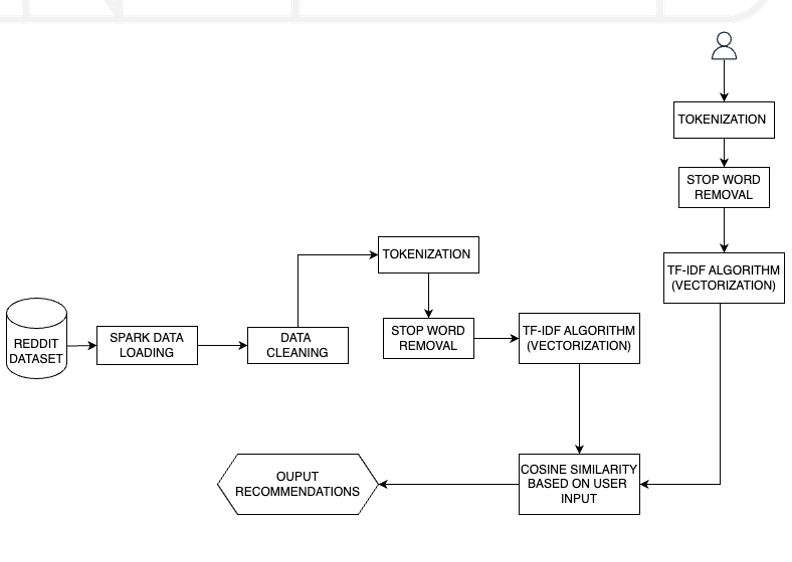 TOKENIZATION
STOP WORD
REMOVAL
TF-IDF ALGORITHM
(VECTORIZATION)
TOKENIZATION
REDDIT
DATASET
SPARK DATA
LOADING
DATA
CLEANING
STOP WORD
REMOVAL
TF-IDF ALGORITHM
(VECTORIZATION)
COSINE SIMILARITY
BASED ON USER
INPUT
OUPUT
RECOMMENDATIONS